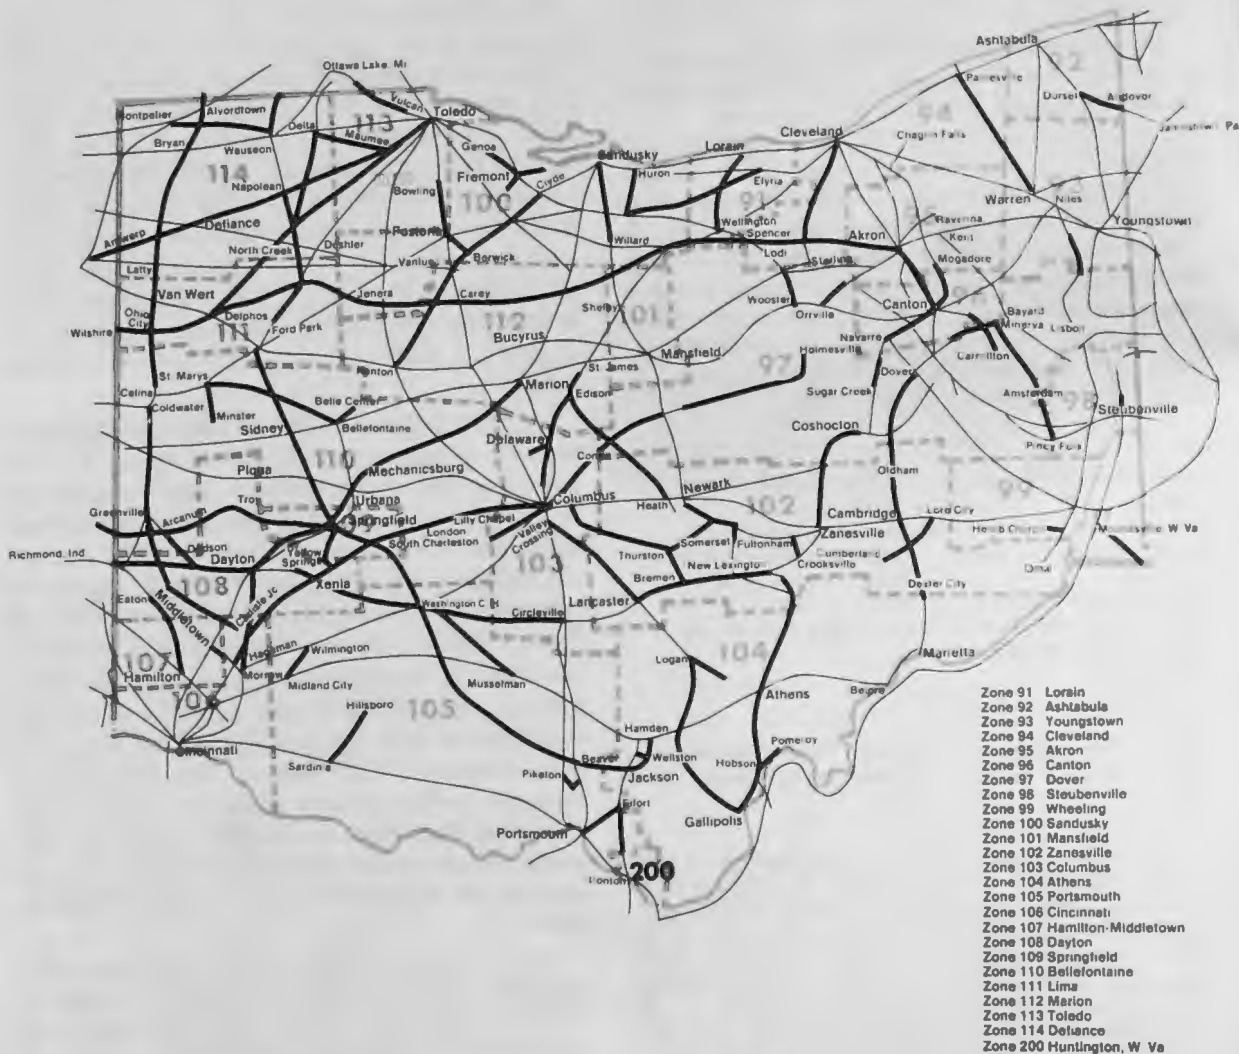 Ashtabula
92
Painesville
Ottawa Lake, Mi
Dorset
Andovor
Montpelier
Alvordtown
Vulcan
Toledo
94
Jamestown Pa
Delta
113
Cleveland
Chagrin Falls
Bryan
Wauseon
Maumee
Genoa
Lorain
Sandusky
114
Napolean
Bowling
Fremont
Clyde
Huron
Elyria
93
Warren
Niles
100
91
Defiance
Fostoria
Wellington
95
Ravenna
Youngstown
Antwerp
North Creek
Deshler
Willard
Spencer
Akron
Kent
Latty
Vanlue
Berwick
Lodi
Sterling
Mogadore
Van Wert
Jenera
Carey
Wooster
Canton
96
Ohio
City
Delphos
Shelby
101
Orrville
Bayard
Wilshire
111
Ford Park
112
Bucyrus
Navarre
Minerva
Lisbon
Mansfield
Holmesville
Carrollton
St Marys
Kenton
St James
97
Dover
Celina
Marion
Edison
Sugar Creek
Amsterdam
98
Coldwater
Minster
Belle Center
Steubenville
Sidney
Bellefontaine
Delaware
Coshocton
Piney Fork
110
Piqua
Mechanicsburg
Oldham
Troy
Urbana
Newark
99
Greenville
Arcanum
Springfield
Lilly Chapel
Columbus
Heath
102
Cambridge
Lore City
London
Valley
Crossing
Zanesville
Moundsville W Va
Richmond, Ind
Dodson
Dayton
Yellow
Springs
South Charleston
Thurston
Somerset
Fultonham
Cumberland
103
New Lexington
Crooksville
Omal
108
Xenia
Bremen
Dexter City
Eaton
Middletown
Carlisle Jc
Washington C H
Circleville
Lancaster
107
Hageman
Wilmington
Logan
104
Marietta
Hamilton
Morrow
Midland City
Musselman
Athens
Belpre
106
Hillsboro
105
Hamden
Pomeroy
Cincinnati
Sardinia
Beaver
Wellston
Hobson
Piketon
Jackson
Portsmouth
Eifort
Gallipolis
200
Ironton
Zone 91 Lorain
Zone 92 Ashtabula
Zone 93 Youngstown
Zone 94 Cleveland
Zone 95 Akron
Zone 96 Canton
Zone 97 Dover
Zone 98 Steubenville
Zone 99 Wheeling
Zone 100 Sandusky
Zone 101 Mansfield
Zone 102 Zanesville
Zone 103 Columbus
Zone 104 Athens
Zone 105 Portsmouth
Zone 106 Cincinnati
Zone 107 Hamilton-Middletown
Zone 108 Dayton
Zone 109 Springfield
Zone 110 Bellefontaine
Zone 111 Lima
Zone 112 Marion
Zone 113 Toledo
Zone 114 Defiance
Zone 200 Huntington, W Va